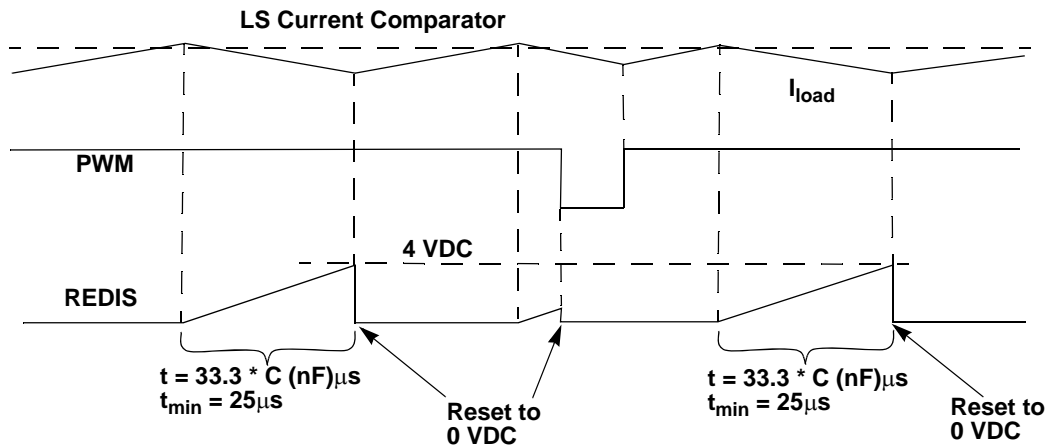 LS Current Comparator
I_load
PWM
4 VDC
REDIS
t = 33.3 * C (nF)μs
t_min = 25μs
Reset to
0 VDC
t = 33.3 * C (nF)μs
t_min = 25μs
Reset to
0 VDC